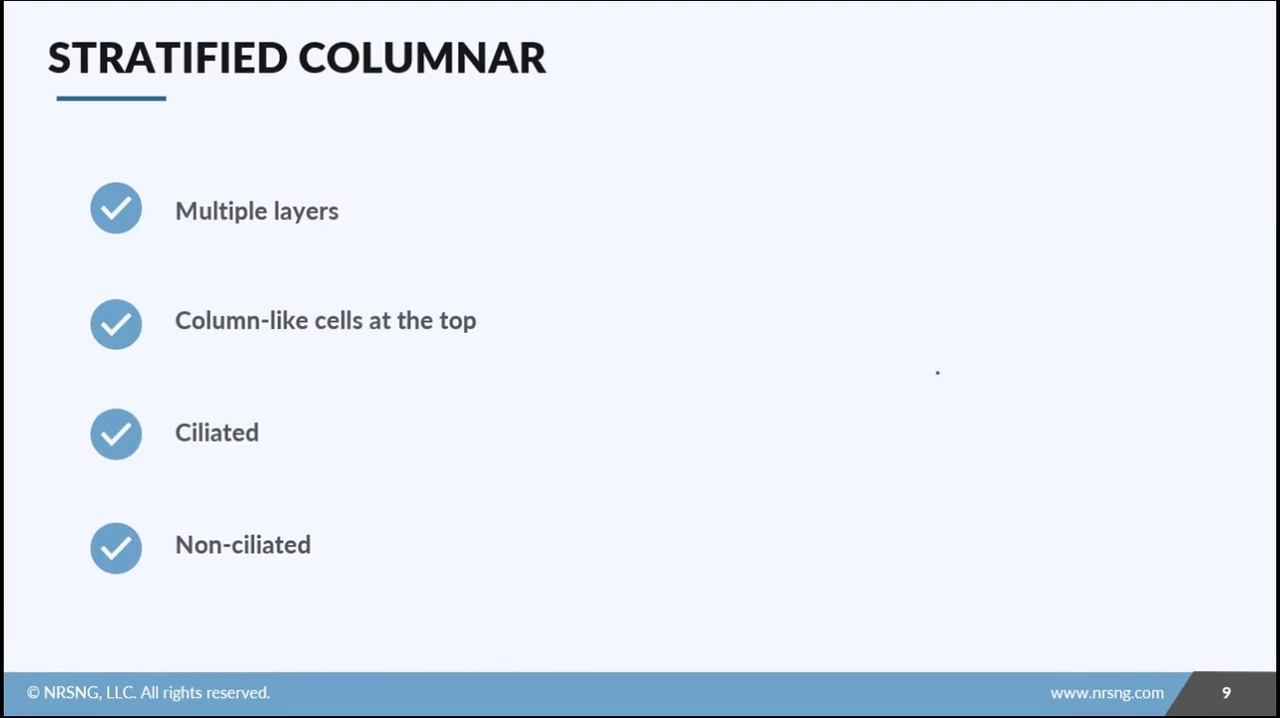 STRATIFIED COLUMNAR
Multiple layers
Column-like cells at the top
Ciliated
Non-ciliated
© NRSNG, LLC. All rights reserved.
www.nrsng.com
9